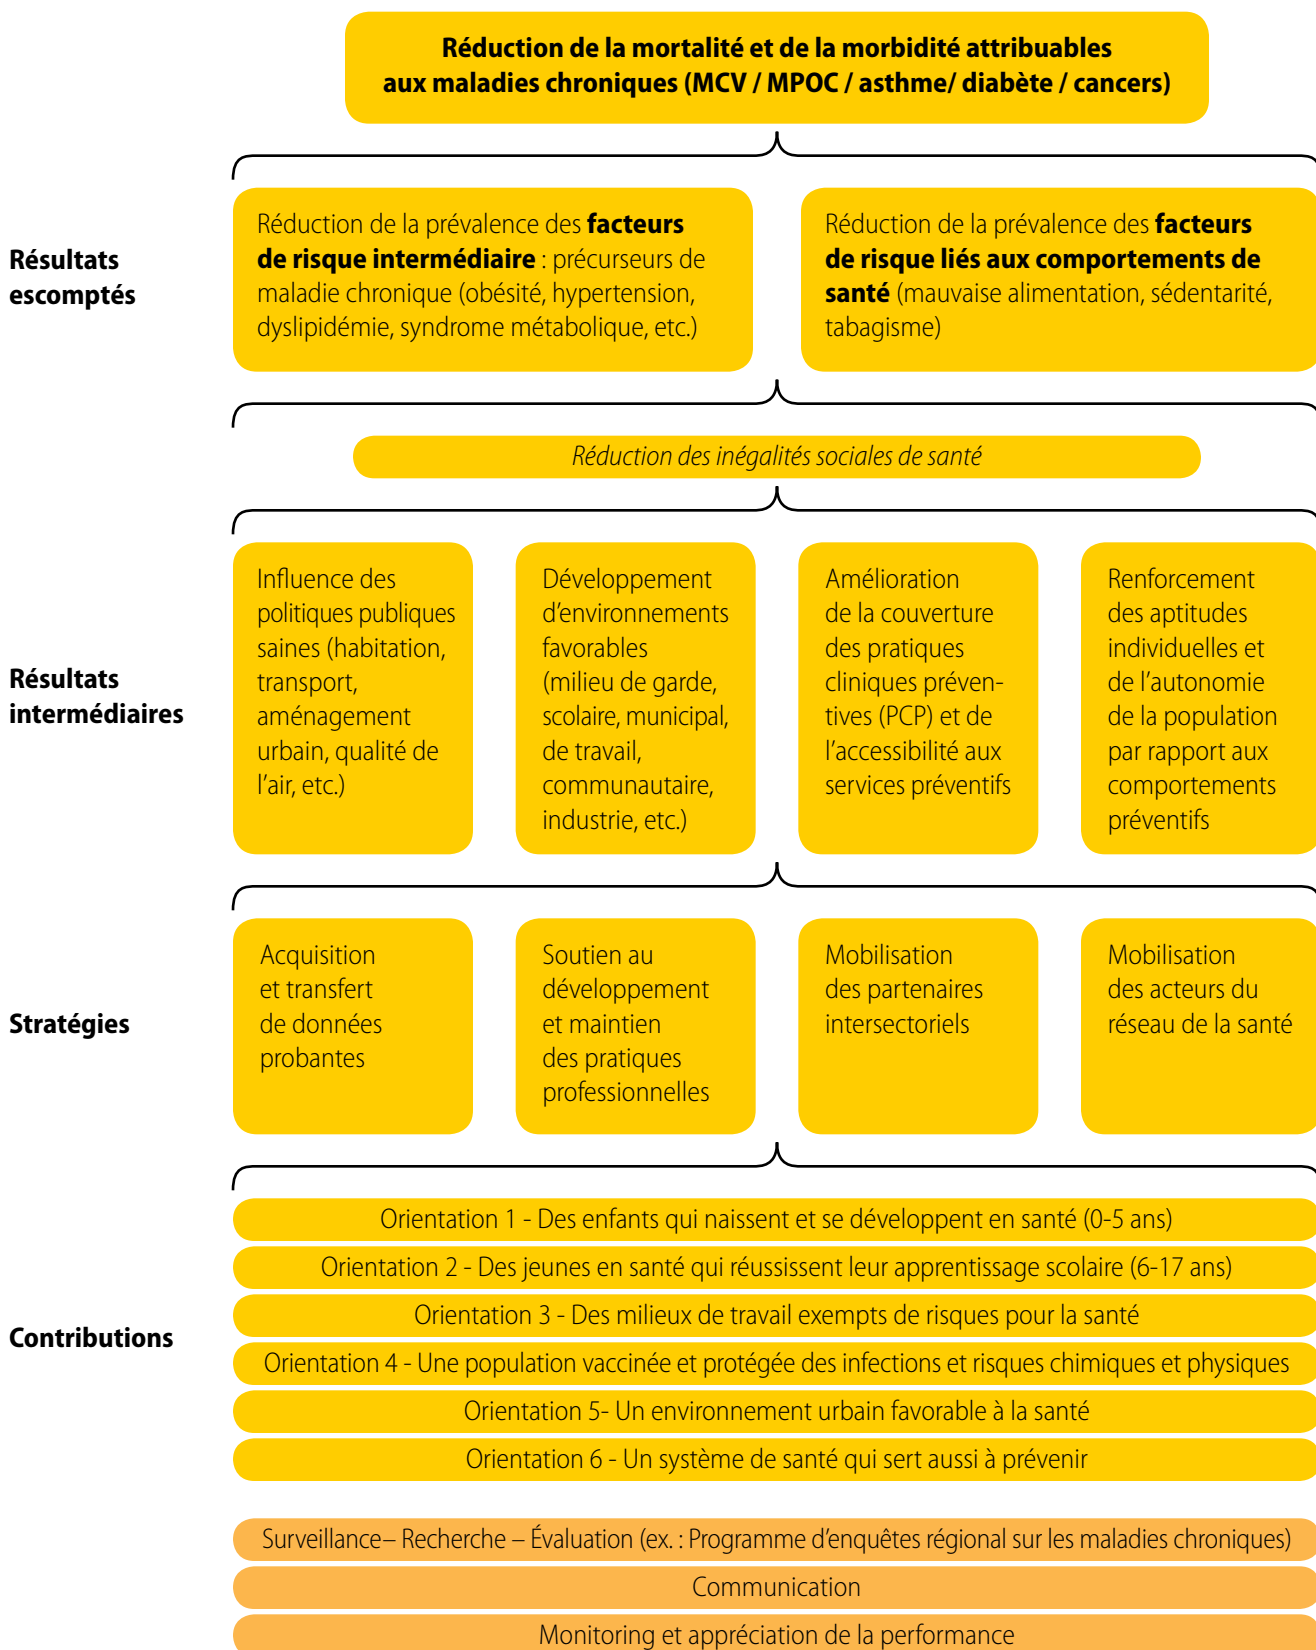 Réduction de la mortalité et de la morbidité attribuables
aux maladies chroniques (MCV / MPOC / asthme/ diabète / cancers)
Résultats
escomptés
Réduction de la prévalence des facteurs
de risque intermédiaire : précurseurs de
maladie chronique (obésité, hypertension,
dyslipidémie, syndrome métabolique, etc.)
Réduction de la prévalence des facteurs
de risque liés aux comportements de
santé (mauvaise alimentation, sédentarité,
tabagisme)
Réduction des inégalités sociales de santé
Résultats
intermédiaires
Influence des
politiques publiques
saines (habitation,
transport,
aménagement
urbain, qualité de
l'air, etc.)
Développement
d'environnements
favorables
(milieu de garde,
scolaire, municipal,
de travail,
communautaire,
industrie, etc.)
Amélioration
de la couverture
des pratiques
cliniques préven-
tives (PCP) et de
l'accessibilité aux
services préventifs
Renforcement
des aptitudes
individuelles et
de l'autonomie
de la population
par rapport aux
comportements
préventifs
Stratégies
Acquisition
et transfert
de données
probantes
Soutien au
développement
et maintien
des pratiques
professionnelles
Mobilisation
des partenaires
intersectoriels
Mobilisation
des acteurs du
réseau de la santé
Contributions
Orientation 1 - Des enfants qui naissent et se développent en santé (0-5 ans)
Orientation 2 - Des jeunes en santé qui réussissent leur apprentissage scolaire (6-17 ans)
Orientation 3 - Des milieux de travail exempts de risques pour la santé
Orientation 4 - Une population vaccinée et protégée des infections et risques chimiques et physiques
Orientation 5- Un environnement urbain favorable à la santé
Orientation 6 - Un système de santé qui sert aussi à prévenir
Surveillance– Recherche – Évaluation (ex. : Programme d'enquêtes régional sur les maladies chroniques)
Communication
Monitoring et appréciation de la performance